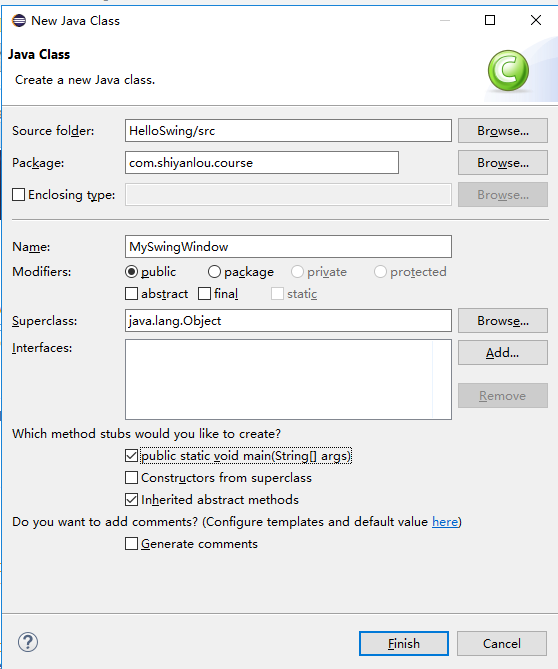 New Java Class
Java Class
Create a new Java class.
Source folder: HelloSwing/src Browse...
Package: com.shiyanlou.course Browse...
Enclosing type: Browse...
Name: MySwingWindow
Modifiers: public package private protected
abstract final static
Superclass: java.lang.Object Browse...
Interfaces: Add...
Remove
Which method stubs would you like to create?
public static void main(String[] args)
Constructors from superclass
Inherited abstract methods
Do you want to add comments? (Configure templates and default value here)
Generate comments
Finish Cancel